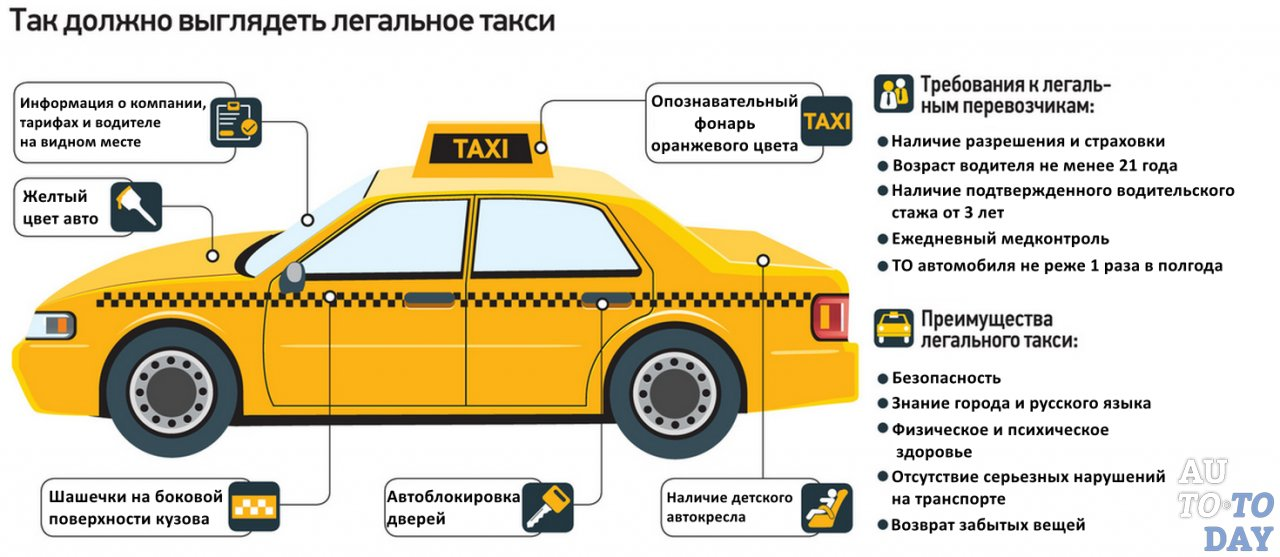 Так должно выглядеть легальное такси
Информация о компании,
тарифах и водителе
на видном месте
Желтый
цвет авто
TAXI
Опознавательный
фонарь
оранжевого цвета
TAXI
Шашечки на боковой
поверхности кузова
Автоблокировка
дверей
Наличие детского
автокресла
Требования к легаль-
ным перевозчикам:
Наличие разрешения и страховки
Возраст водителя не менее 21 года
Наличие подтвержденного водительского
стажа от 3 лет
Ежедневный медконтроль
ТО автомобиля не реже 1 раза в полгода
Преимущества
легального такси:
Безопасность
Знание города и русского языка
Физическое и психическое
здоровье
Отсутствие серьезных нарушений
на транспорте
Возврат забытых вещей
AU
TO·TO
DAY